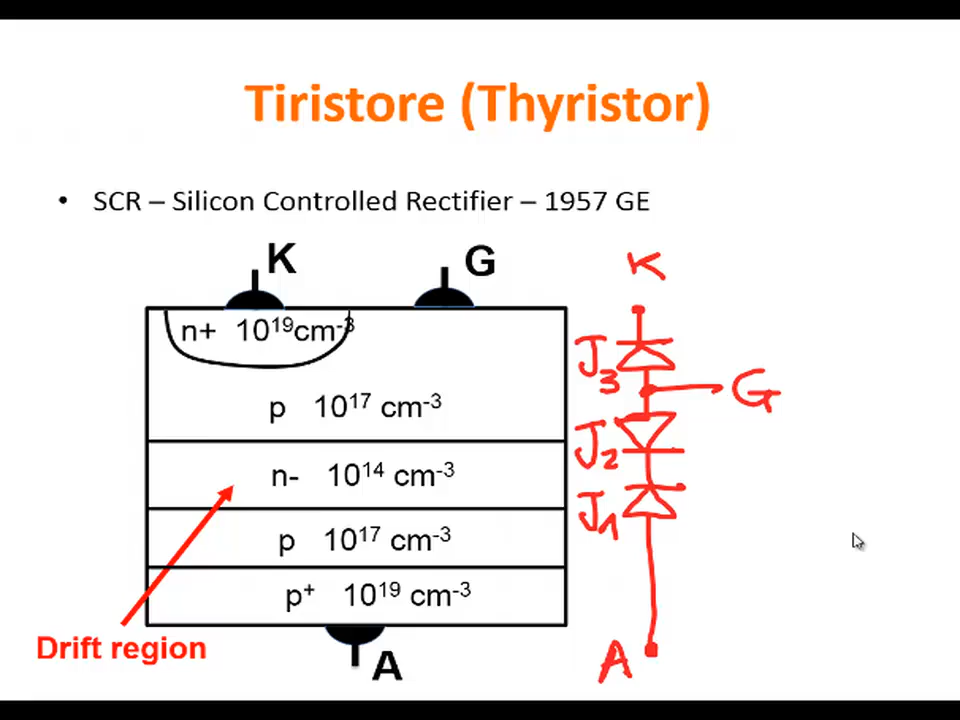 Tiristore (Thyristor)
• SCR – Silicon Controlled Rectifier – 1957 GE
K
G
n+ 10¹⁹cm⁻³
p 10¹⁷ cm⁻³
n- 10¹⁴ cm⁻³
p 10¹⁷ cm⁻³
p⁺ 10¹⁹ cm⁻³
Drift region
A
K
J3
G
J2
J1
A